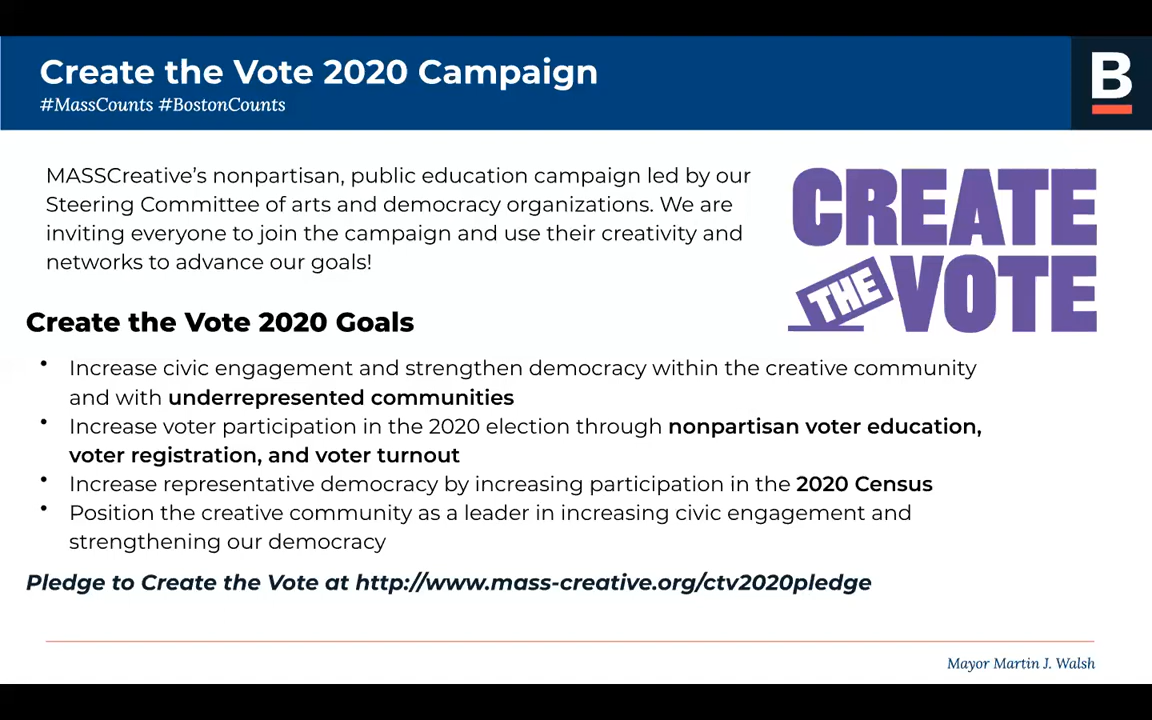 Create the Vote 2020 Campaign
#MassCounts #BostonCounts
B
MASSCreative’s nonpartisan, public education campaign led by our
Steering Committee of arts and democracy organizations. We are
inviting everyone to join the campaign and use their creativity and
networks to advance our goals!
CREATE
THE VOTE
Create the Vote 2020 Goals
• Increase civic engagement and strengthen democracy within the creative community
and with underrepresented communities
• Increase voter participation in the 2020 election through nonpartisan voter education,
voter registration, and voter turnout
• Increase representative democracy by increasing participation in the 2020 Census
• Position the creative community as a leader in increasing civic engagement and
strengthening our democracy
Pledge to Create the Vote at http://www.mass-creative.org/ctv2020pledge
Mayor Martin J. Walsh